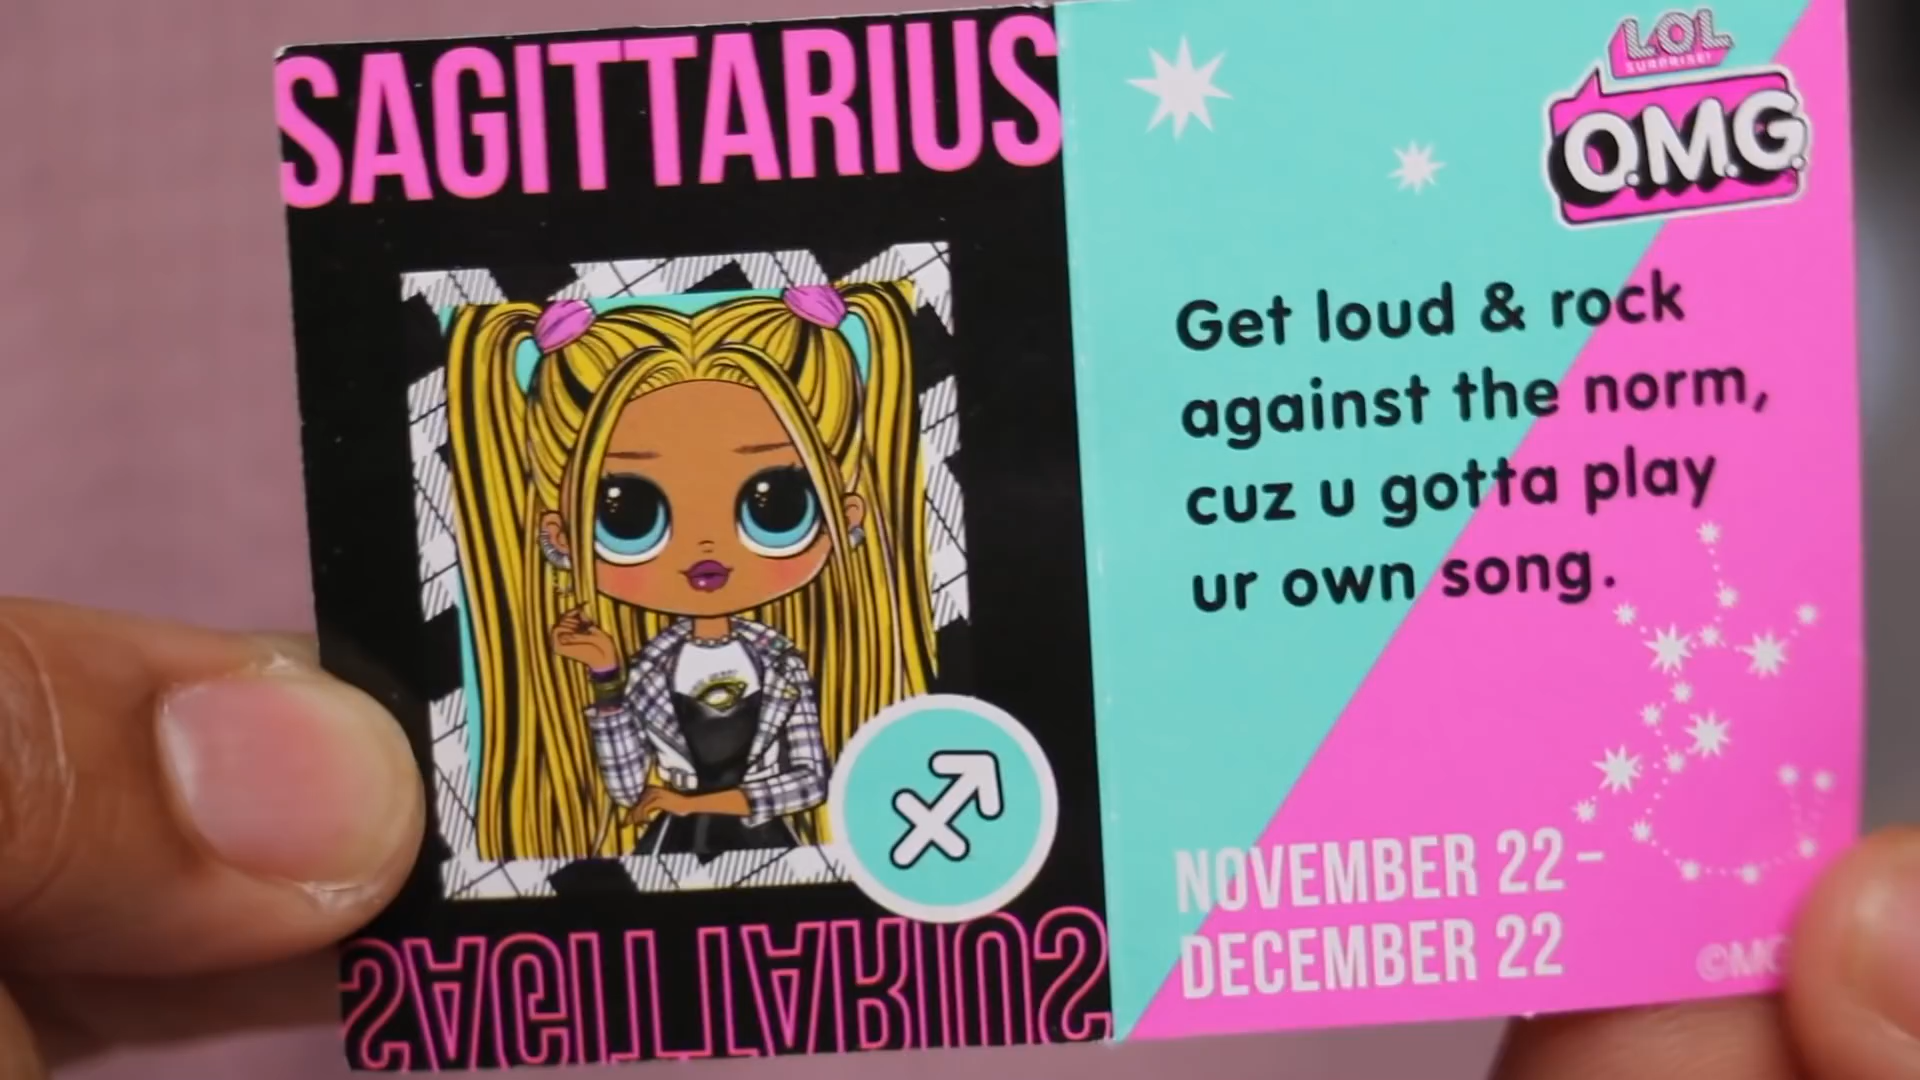 SAGITTARIUS
SAGITTARIUS
LOL
SURPRISE!
O.M.G.
Get loud & rock
against the norm,
cuz u gotta play
ur own song.
NOVEMBER 22 -
DECEMBER 22